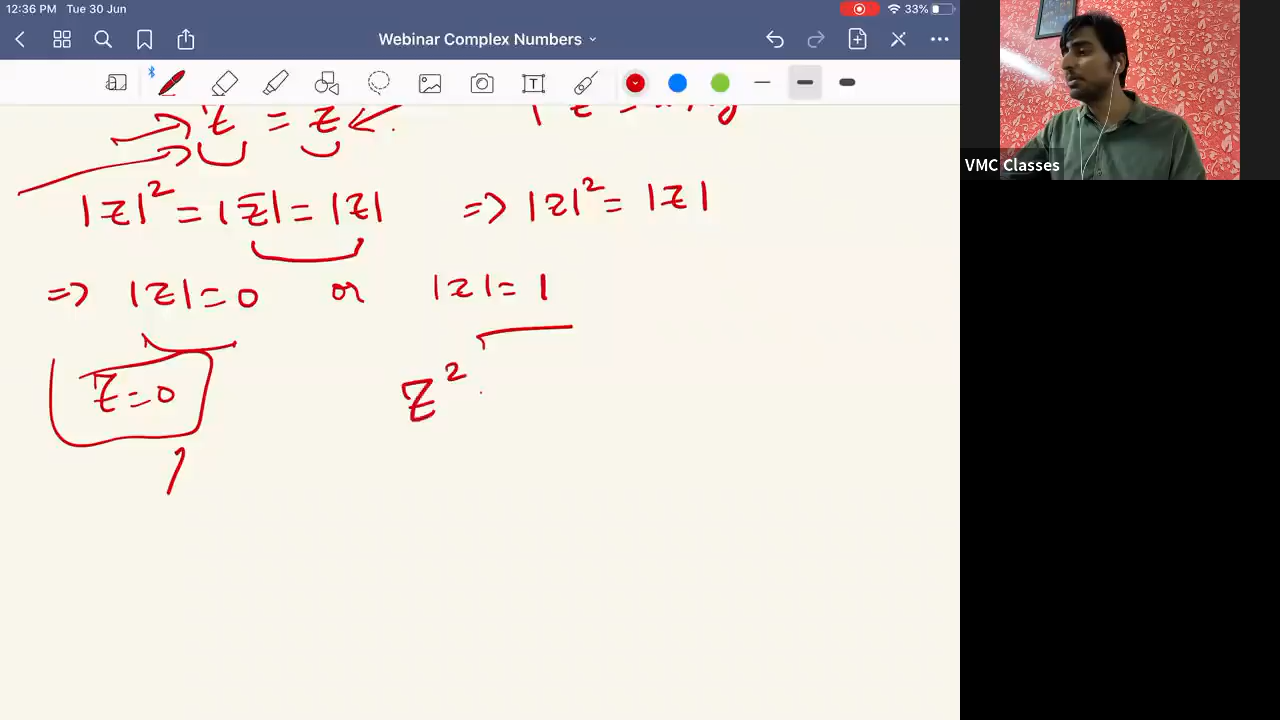 12:36 PM Tue 30 Jun
33%
Webinar Complex Numbers
T
VMC Classes
= z̄
|z|² = |z̄| = |z| => |z|² = |z|
=> |z| = 0 or |z| = 1
z = 0
z²